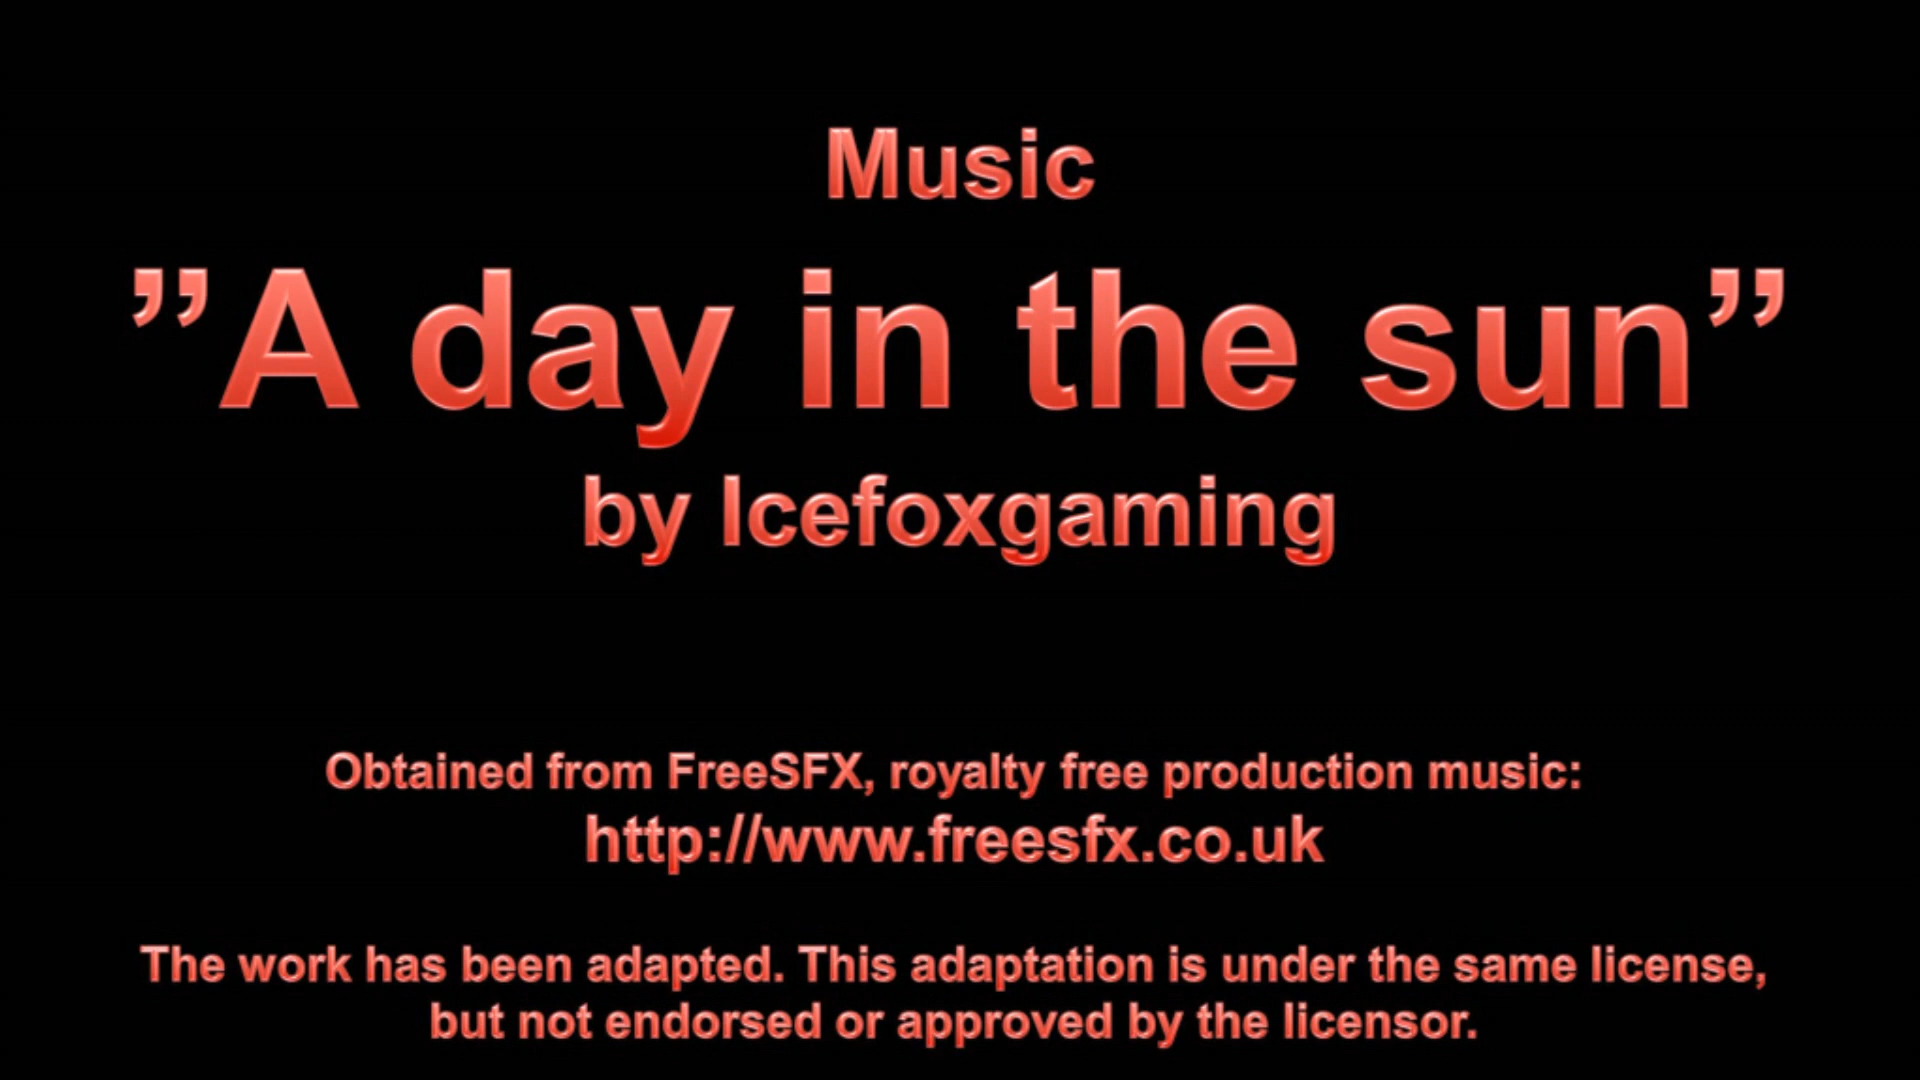 Music
”A day in the sun”
by Icefoxgaming
Obtained from FreeSFX, royalty free production music:
http://www.freesfx.co.uk
The work has been adapted. This adaptation is under the same license,
but not endorsed or approved by the licensor.